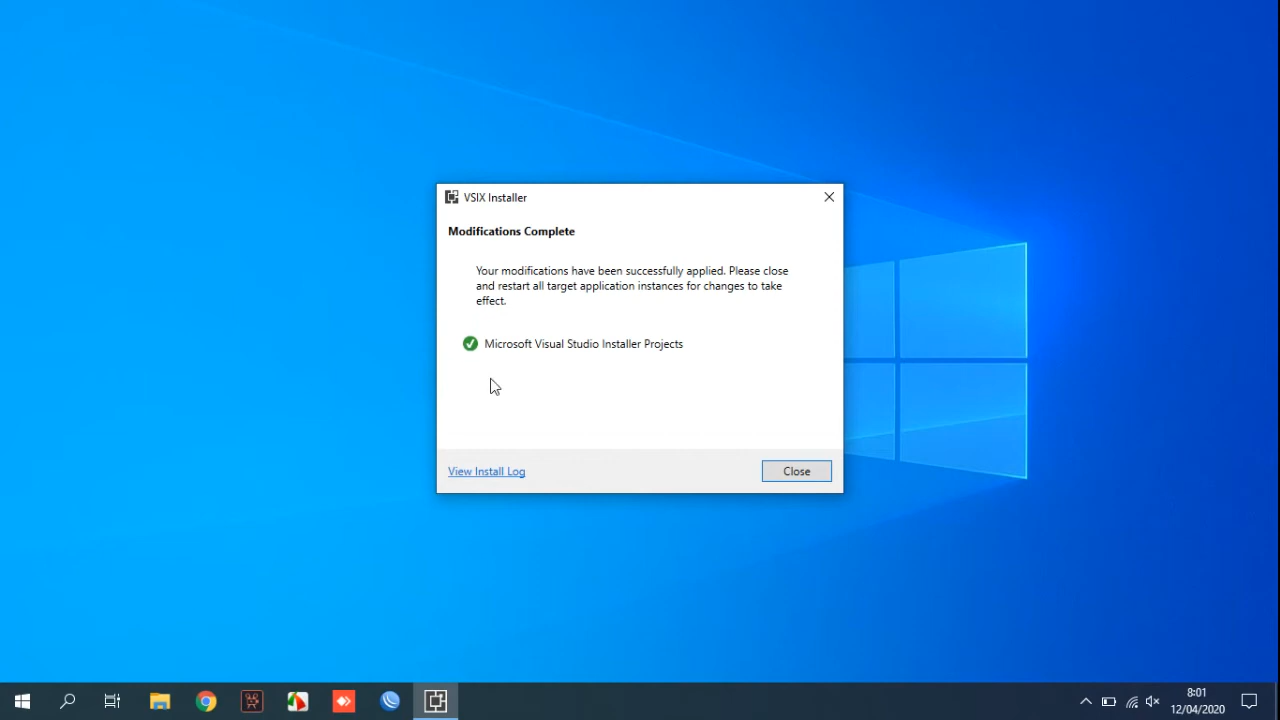 VSIX Installer
Modifications Complete
Your modifications have been successfully applied. Please close
and restart all target application instances for changes to take
effect.
Microsoft Visual Studio Installer Projects
View Install Log
Close
8:01
12/04/2020